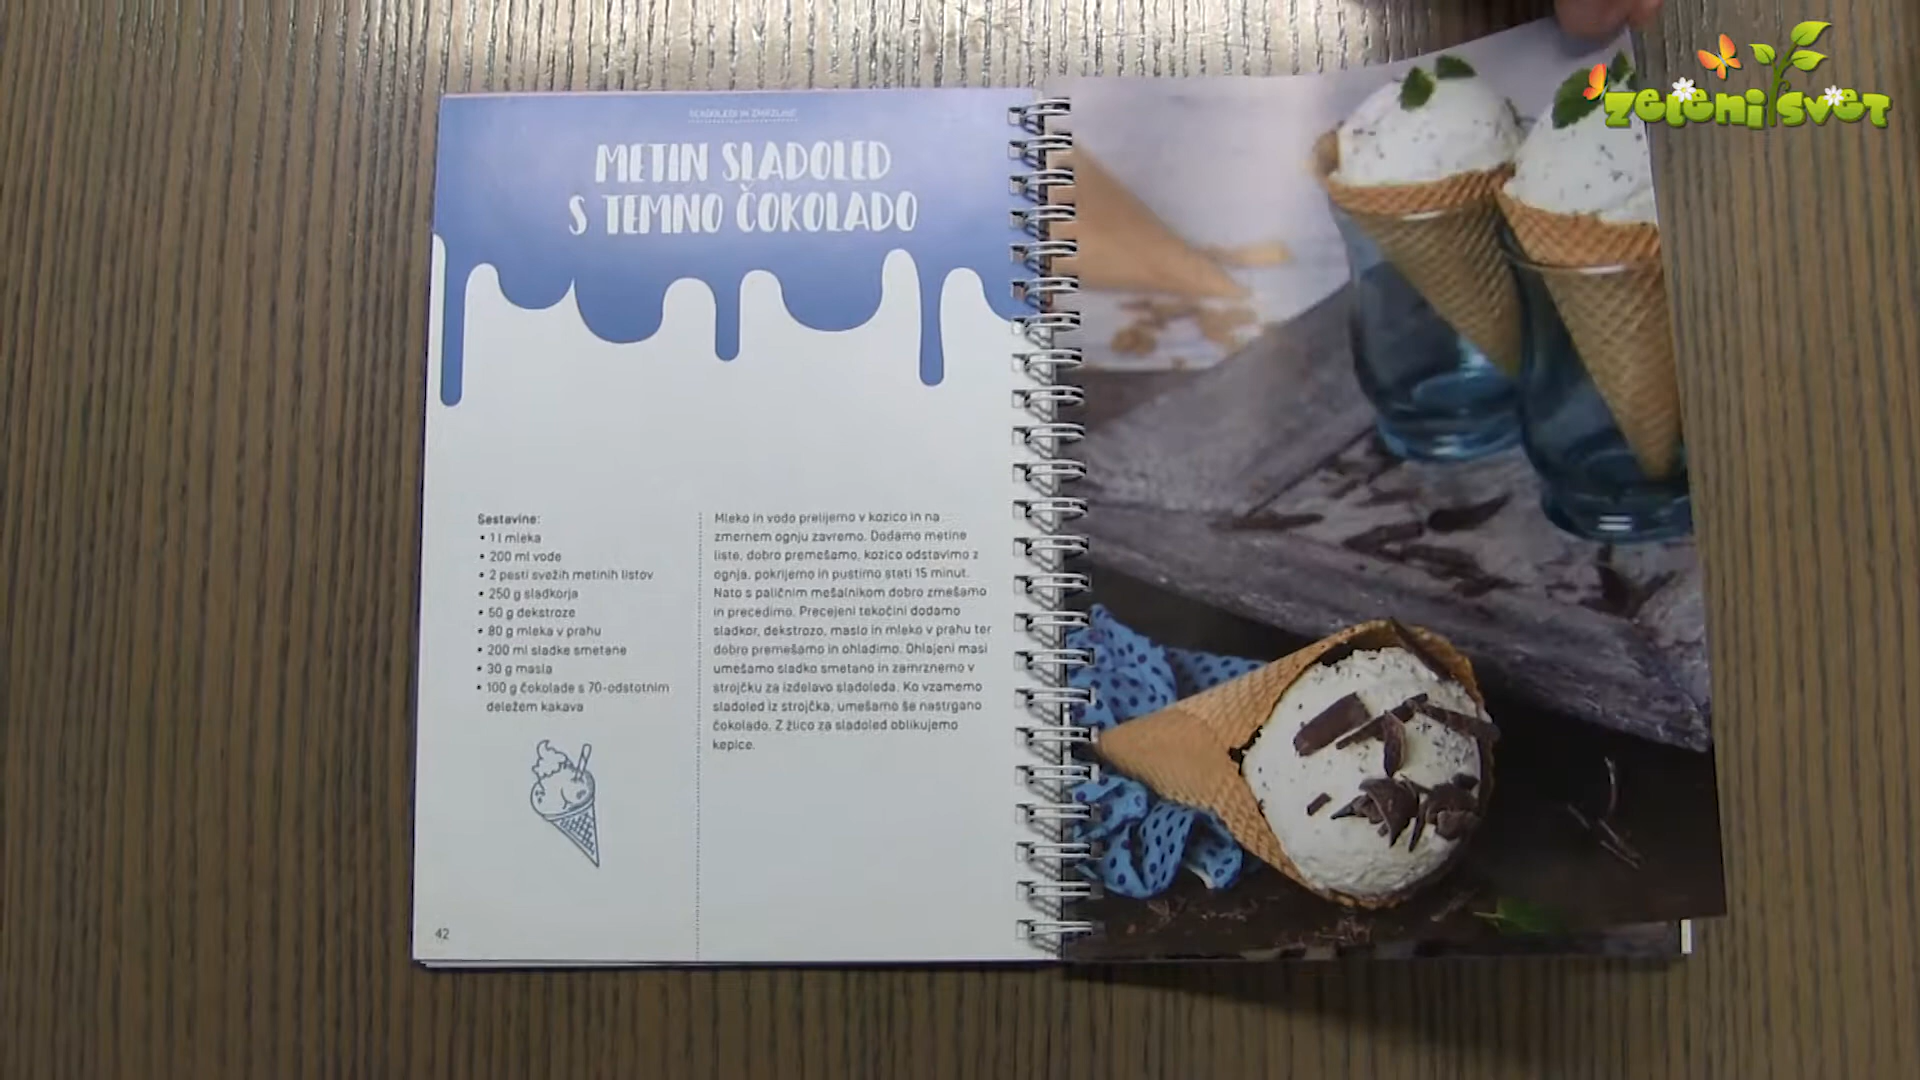 SLADOLEDI IN ZMRZLINE
METIN SLADOLED
S TEMNO ČOKOLADO
Sestavine:
• 1 l mleka
• 200 ml vode
• 2 pesti svežih metinih listov
• 250 g sladkorja
• 50 g dekstroze
• 80 g mleka v prahu
• 200 ml sladke smetane
• 30 g masla
• 100 g čokolade s 70-odstotnim
deležem kakava
Mleko in vodo prelijemo v kozico in na
zmernem ognju zavremo. Dodamo metine
liste, dobro premešamo, kozico odstavimo z
ognja, pokrijemo in pustimo stati 15 minut.
Nato s paličnim mešalnikom dobro zmešamo
in precedimo. Precejeni tekočini dodamo
sladkor, dekstrozo, maslo in mleko v prahu ter
dobro premešamo in ohladimo. Ohlajeni masi
umešamo sladko smetano in zamrznemo v
strojčku za izdelavo sladoleda. Ko vzamemo
sladoled iz strojčka, umešamo še nastrgano
čokolado. Z žlico za sladoled oblikujemo
kepice.
42
zeleni svet